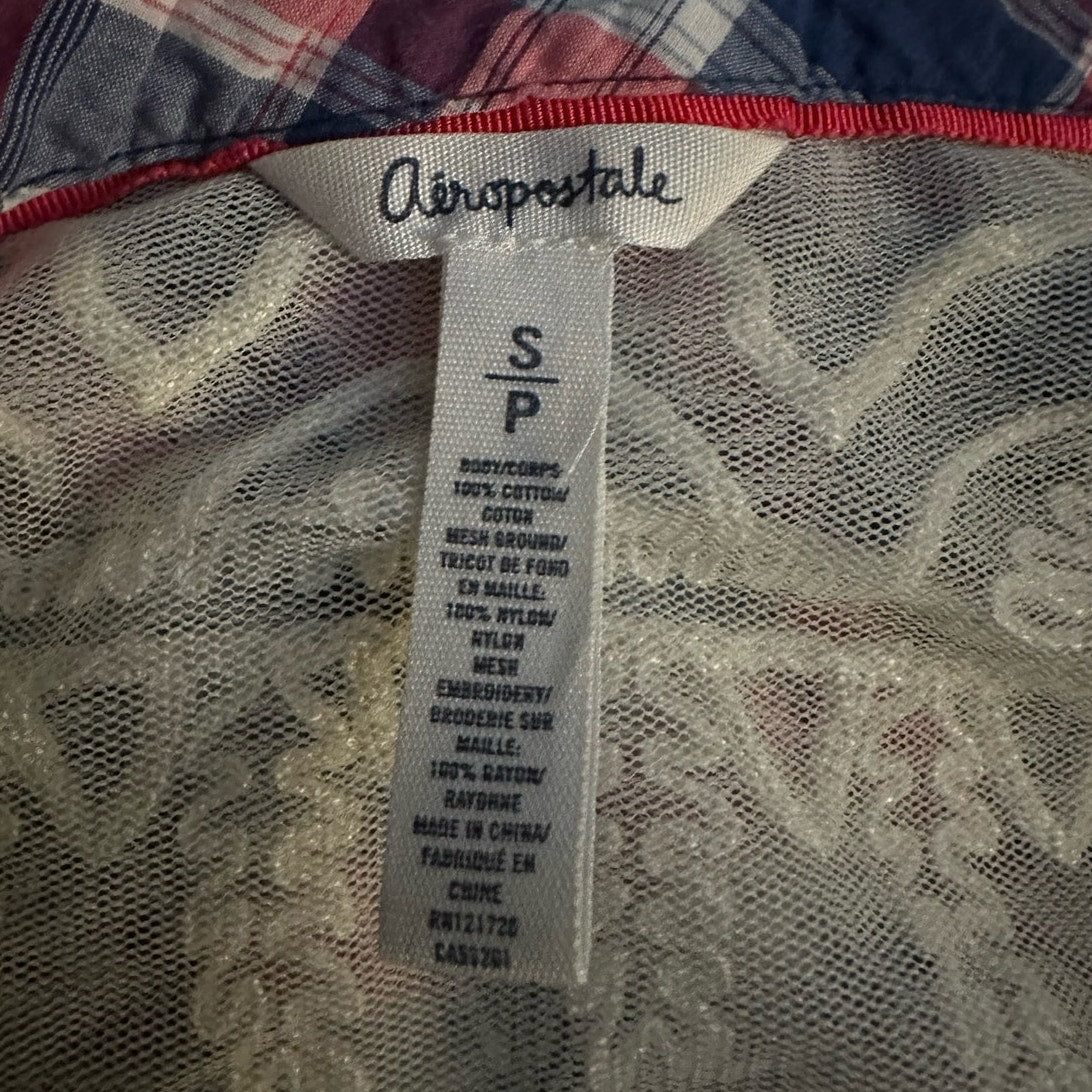 aéropostale
S
P
BODY/CORPS
100% COTTON/
COTON
MESH GROUND/
TRICOT DE FOND
EN MAILLE:
100% NYLON/
NYLON
MESH
EMBROIDERY/
BRODERIE SUR
MAILLE:
100% RAYON/
RAYONNE
MADE IN CHINA/
FABRIQUÉ EN
CHINE
RN121720